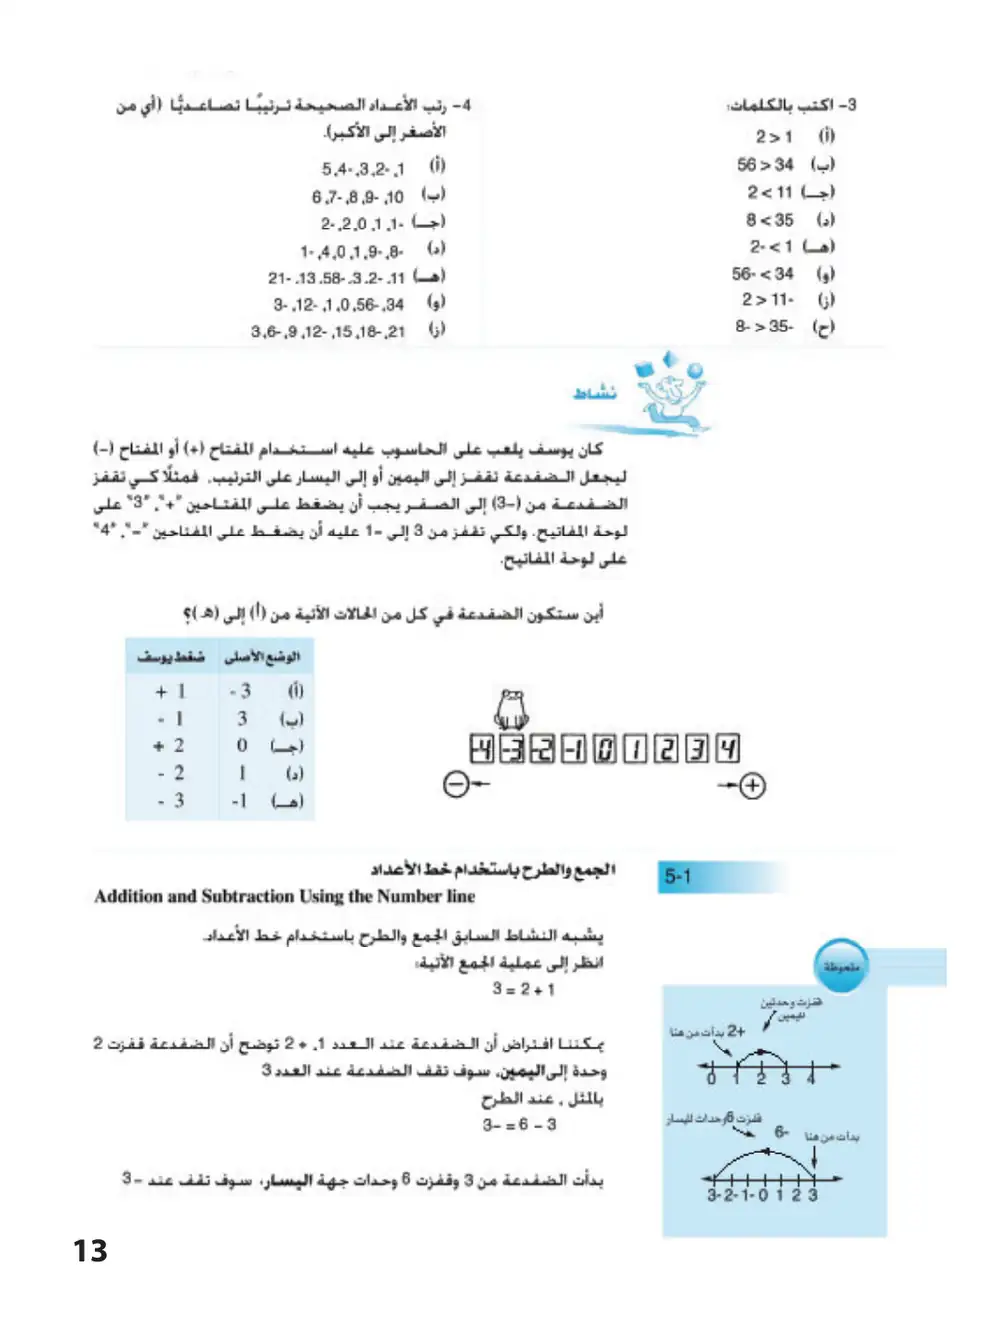 3- اكتب بالكلمات:
(أ) 2 > 1
(ب) 56 > 34
(جـ) 2 < 11
(د) 8 < 35
(هـ) 2- < 1
(و) 56- < 34
(ز) 2 > 11-
(ح) 8- > 35-
4- رتب الأعداد الصحيحة ترتيبًا تصاعديًّا (أي من
الأصغر إلى الأكبر).
(أ) 1، -2، 3، -4، 5
(ب) 10، -9، 8، -7، 6
(جـ) -1، 1، 0، 2، -2
(د) -8، -9، 1، 0، 4، -1
(هـ) 11، -2، 3، -58، 13، -21
(و) 34، -56، 0، 1، -12، -3
(ز) 21، -18، 15، -12، 9، -6، 3
نشاط
كان يوسف يلعب على الحاسوب عليه استخدام المفتاح (+) أو المفتاح (-)
ليجعل الضفدعة تقفز إلى اليمين أو إلى اليسار على الترتيب، فمثلًا كي تقفز
الضفدعة من (-3) إلى الصفر يجب أن يضغط على المفتاحين "+"، "3" على
لوحة المفاتيح. ولكي تقفز من 3 إلى -1 عليه أن يضغط على المفتاحين "-"، "4"
على لوحة المفاتيح.
أين ستكون الضفدعة في كل من الحالات الآتية من (أ) إلى (هـ)؟
الوضع الأصلي ضغط يوسف
(أ) - 3 + 1
(ب) 3 - 1
(جـ) 0 + 2
(د) 1 - 2
(هـ) -1 - 3
-4 -3 -2 -1 0 1 2 3 4
- +
5-1
الجمع والطرح باستخدام خط الأعداد
Addition and Subtraction Using the Number line
يشبه النشاط السابق الجمع والطرح باستخدام خط الأعداد.
انظر إلى عملية الجمع الآتية:
3 = 2 + 1
يمكننا افتراض أن الضفدعة عند العدد 1، + 2 توضح أن الضفدعة قفزت 2
وحدة إلى اليمين، سوف تقف الضفدعة عند العدد 3
بالمثل ، عند الطرح
3- = 6 - 3
بدأت الضفدعة من 3 وقفزت 6 وحدات جهة اليسار، سوف تقف عند -3
ملحوظة
قفزت وحدتين
لليمين
2+ بدأت من هنا
0 1 2 3 4
قفزت 6 وحدات لليسار
6-
بدأت من هنا
3- 2- 1- 0 1 2 3
13